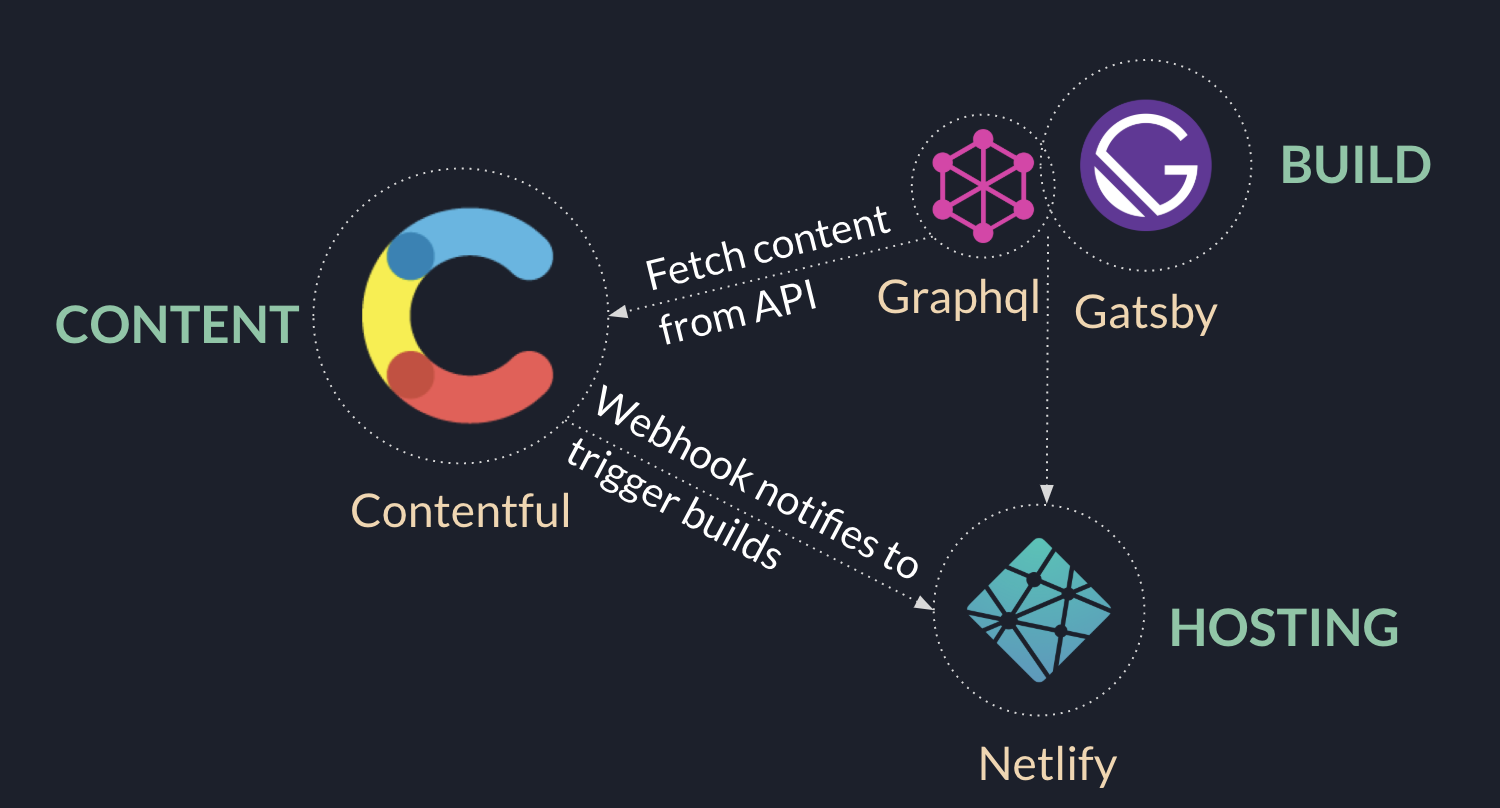 BUILD
Fetch content
from API
Graphql
Gatsby
CONTENT
Contentful
Webhook notifies to
trigger builds
HOSTING
Netlify